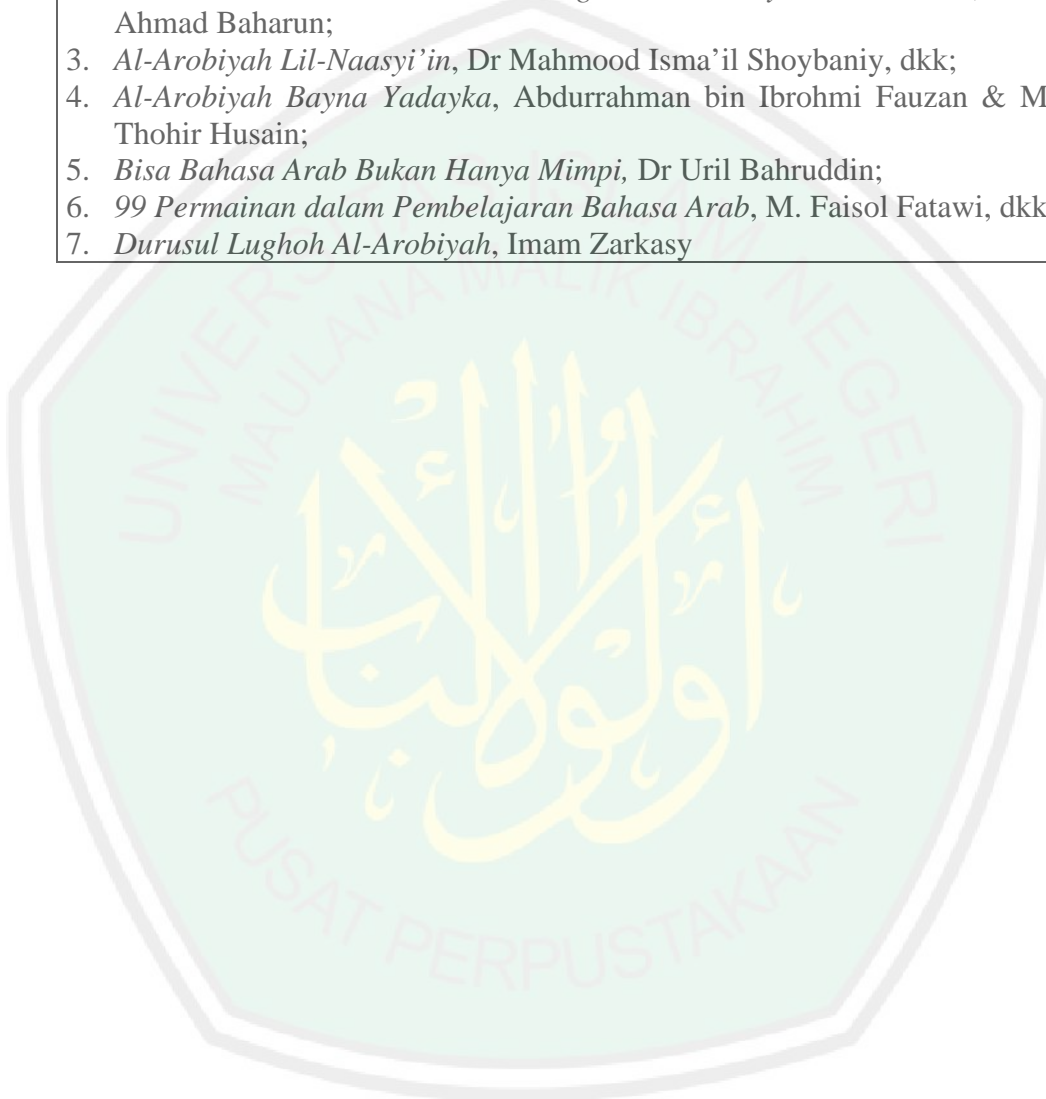 Ahmad Baharun;
3. Al-Arobiyah Lil-Naasyi’in, Dr Mahmood Isma’il Shoybaniy, dkk;
4. Al-Arobiyah Bayna Yadayka, Abdurrahman bin Ibrohmi Fauzan & M
Thohir Husain;
5. Bisa Bahasa Arab Bukan Hanya Mimpi, Dr Uril Bahruddin;
6. 99 Permainan dalam Pembelajaran Bahasa Arab, M. Faisol Fatawi, dkk
7. Durusul Lughoh Al-Arobiyah, Imam Zarkasy
UNIVERSITAS ISLAM NEGERI
MAULANA MALIK IBRAHIM
أولوا الألباب
PUSAT PERPUSTAKAAN